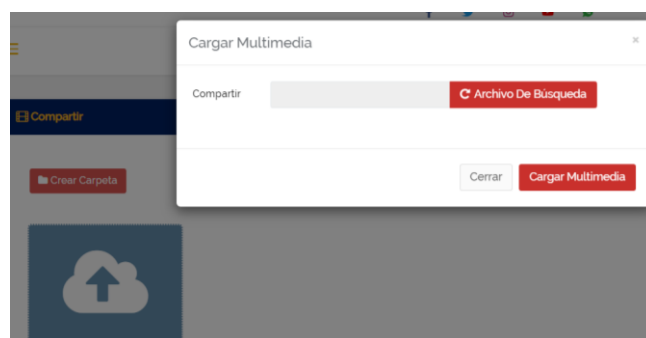 Cargar Multimedia
Compartir
Archivo De Búsqueda
Compartir
Crear Carpeta
Cerrar
Cargar Multimedia